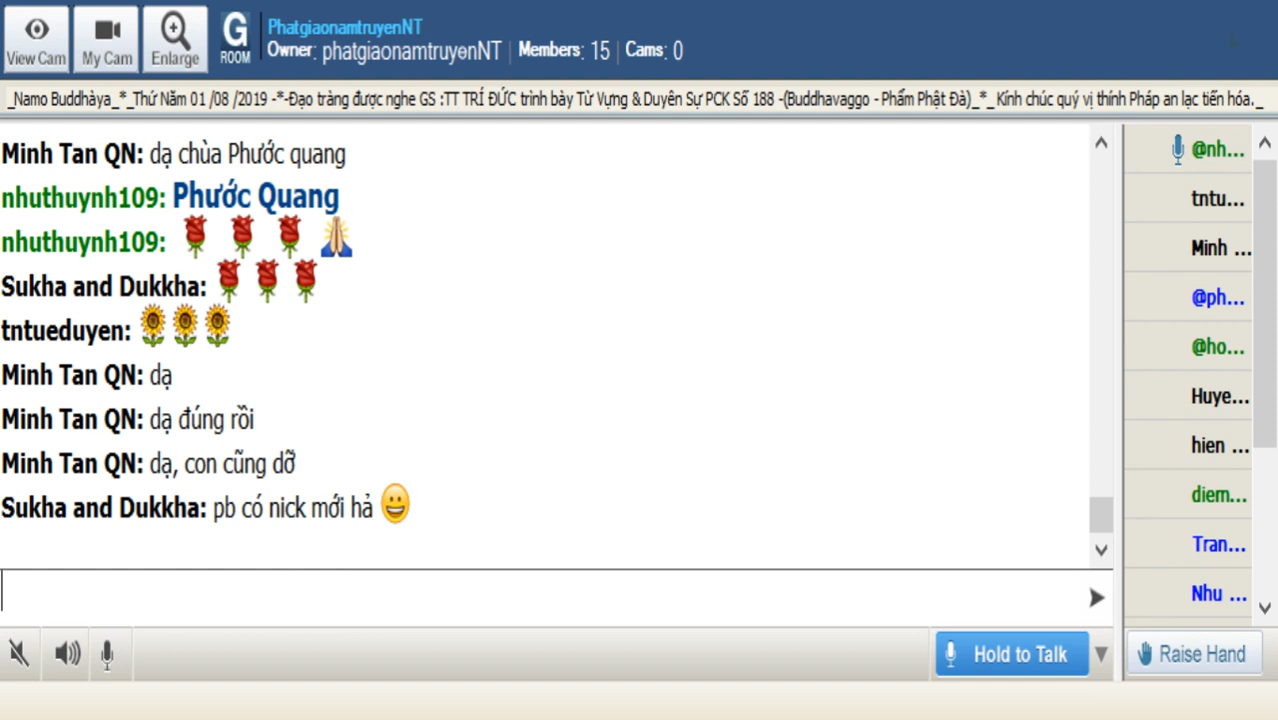 View Cam
My Cam
Enlarge
G
ROOM
PhatgiaonamtruyenNT
Owner: phatgiaonamtruyenNT | Members: 15 | Cams: 0
_Namo Buddhàya_*_Thứ Năm 01 /08 /2019 -*-Đạo tràng được nghe GS :TT TRÍ ĐỨC trình bày Từ Vựng & Duyên Sự PCK Số 188 -(Buddhavaggo - Phẩm Phật Đà)_*_ Kính chúc quý vị thính Pháp an lạc tiến hóa._
Minh Tan QN: dạ chùa Phước quang
nhuthuynh109: Phước Quang
nhuthuynh109:
Sukha and Dukkha:
tntueduyen:
Minh Tan QN: dạ
Minh Tan QN: dạ đúng rồi
Minh Tan QN: dạ, con cũng dỡ
Sukha and Dukkha: pb có nick mới hả
@nh...
tntu...
Minh ...
@ph...
@ho...
Huye...
hien ...
diem...
Tran...
Nhu ...
Hold to Talk
Raise Hand